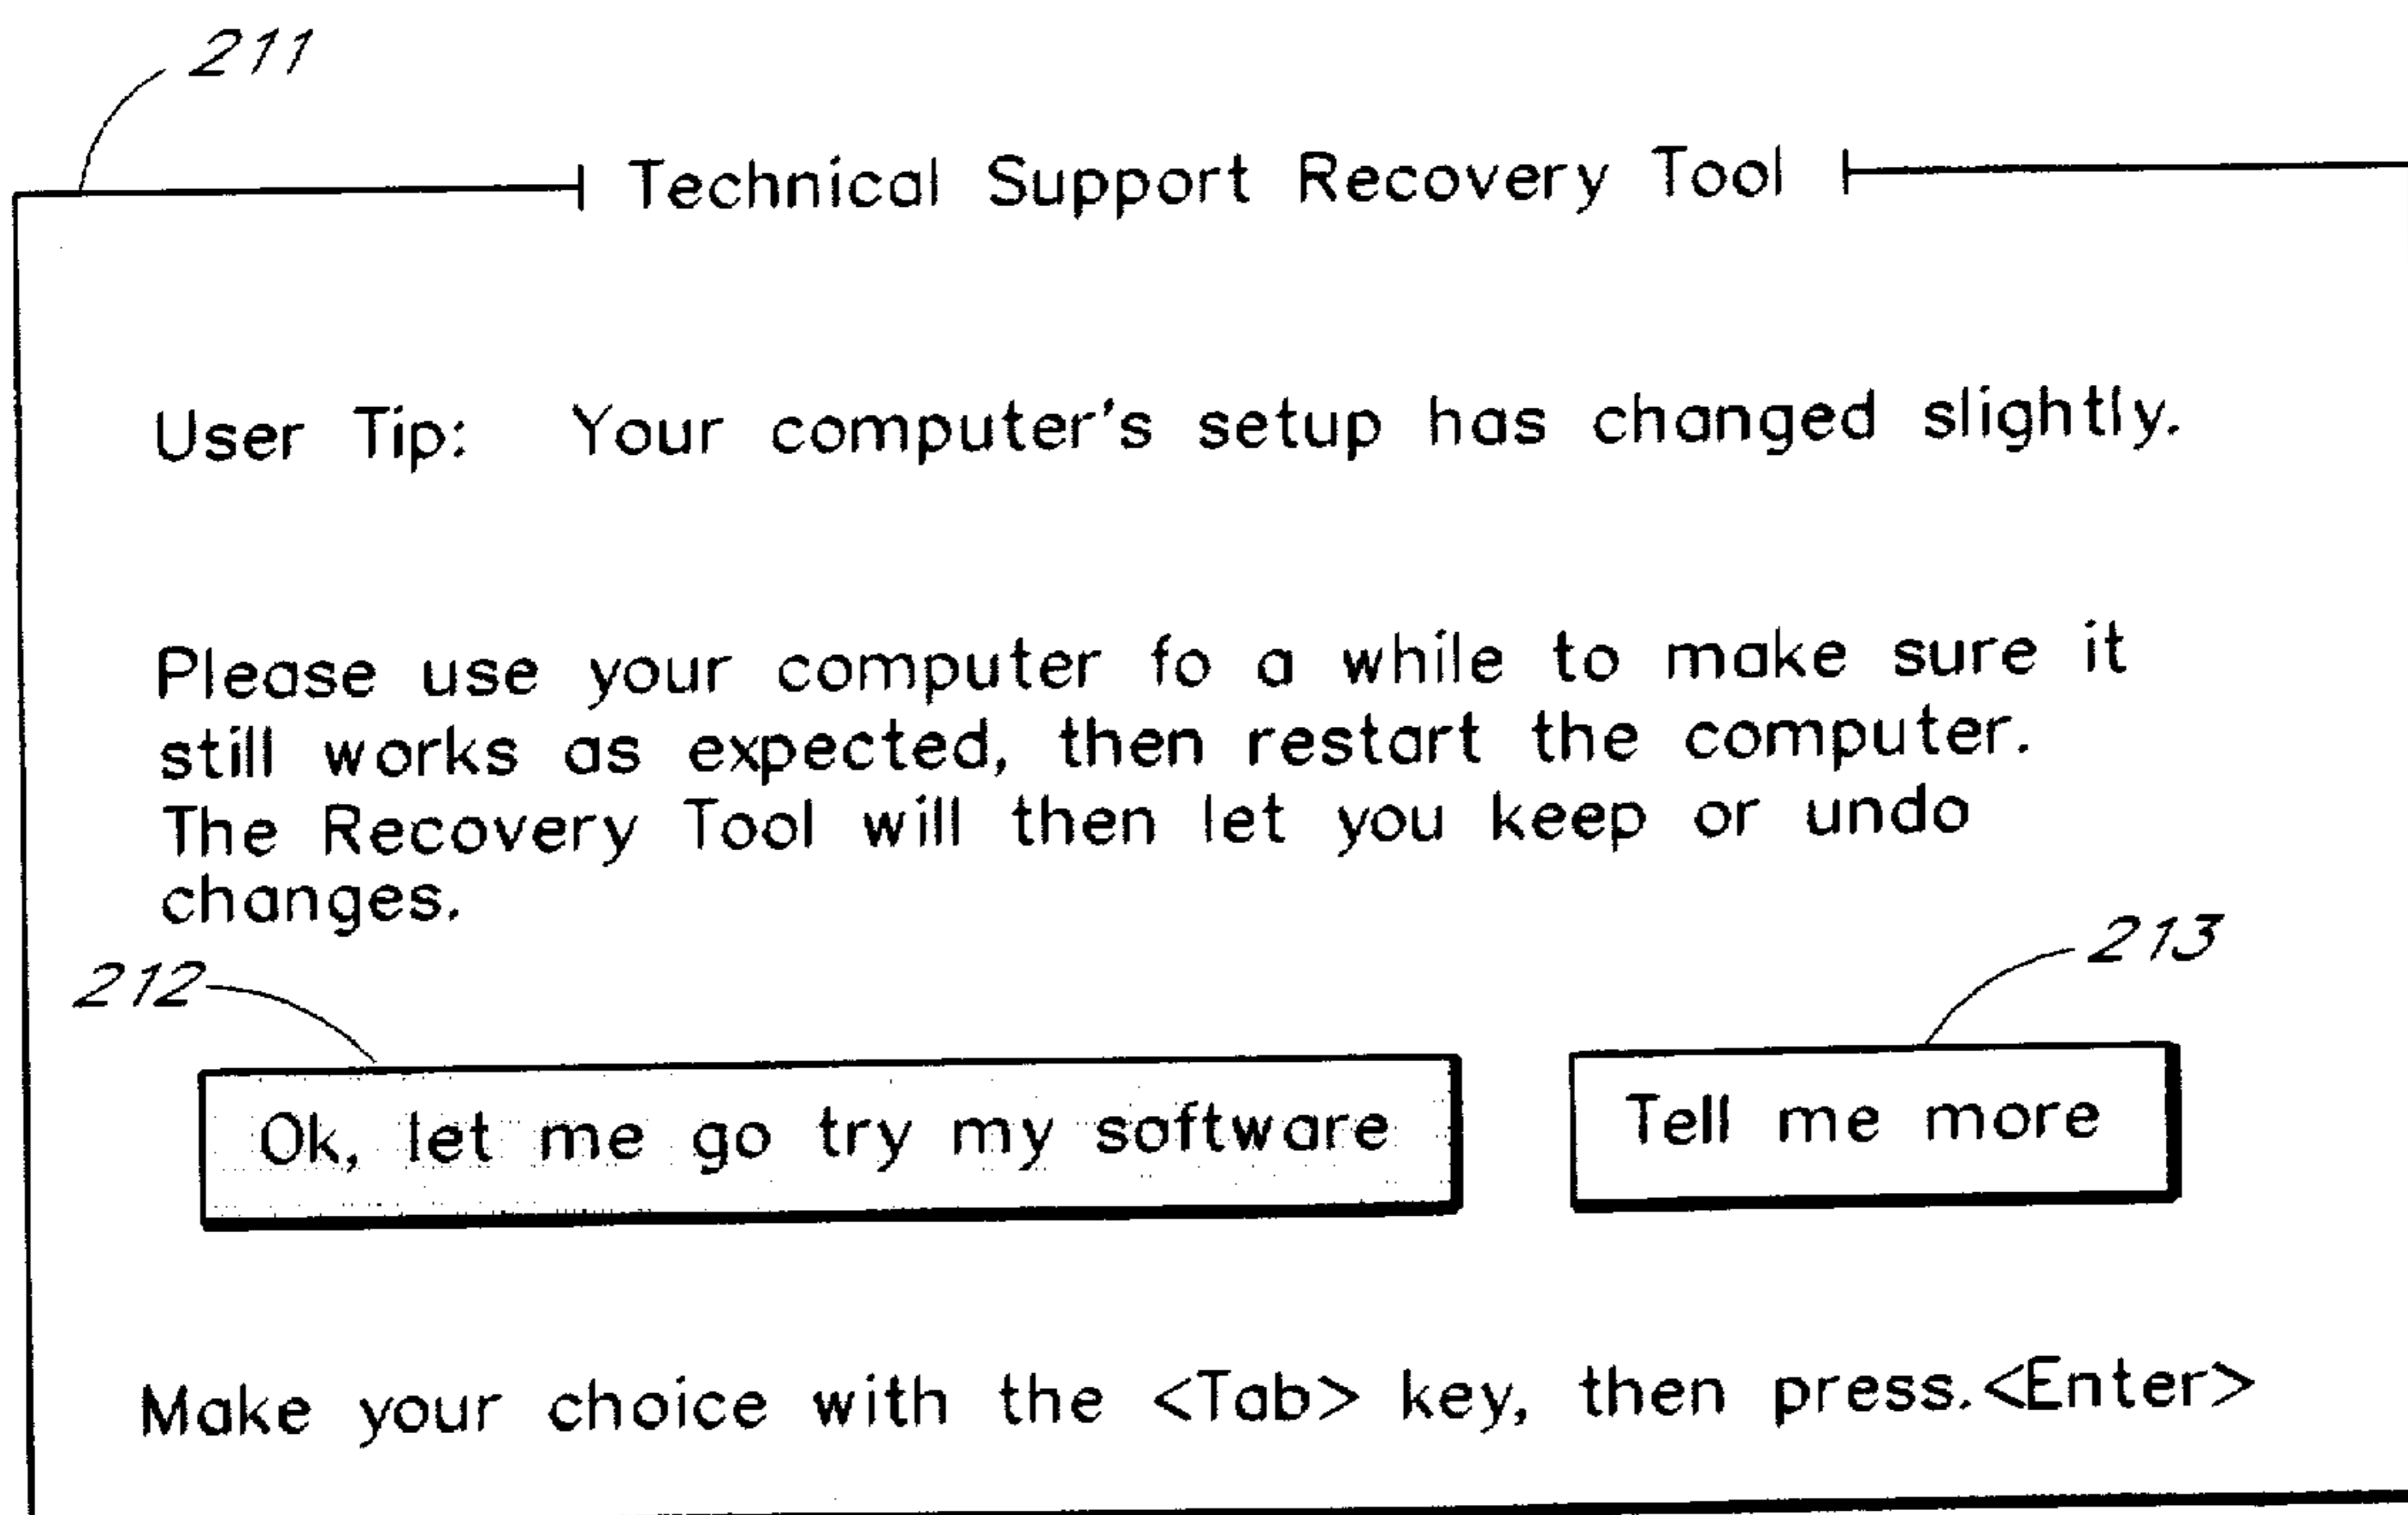 211
Technical Support Recovery Tool
User Tip: Your computer's setup has changed slightly.
Please use your computer fo a while to make sure it
still works as expected, then restart the computer.
The Recovery Tool will then let you keep or undo
changes.
212
213
Ok, let me go try my software
Tell me more
Make your choice with the <Tab> key, then press.<Enter>